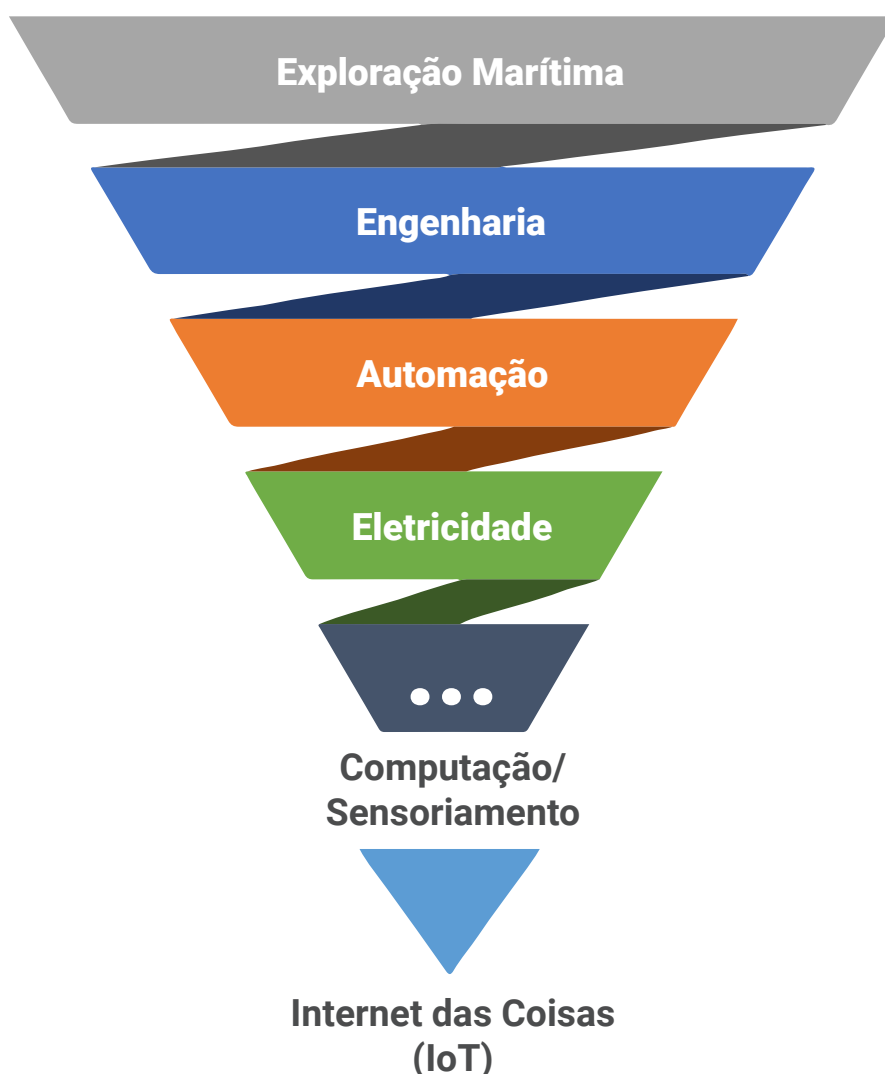 Exploração Marítima
Engenharia
Automação
Eletricidade
...
Computação/
Sensoriamento
Internet das Coisas
(IoT)